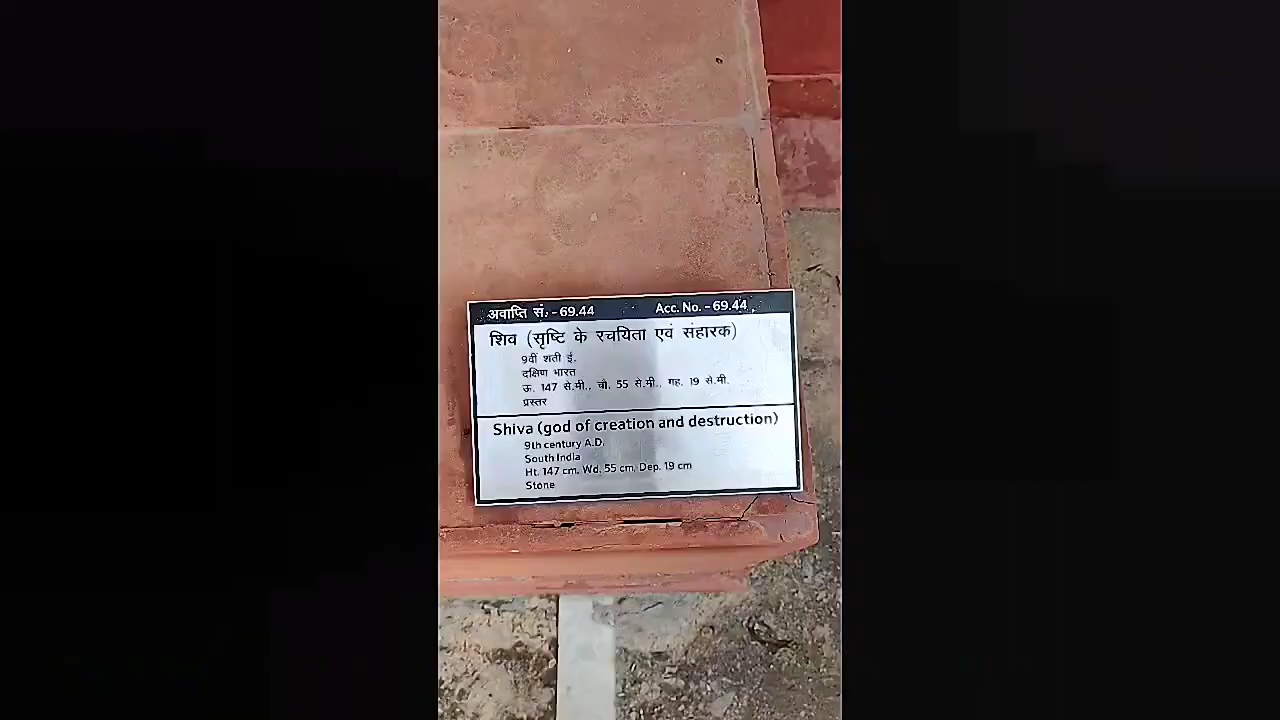 अवाप्ति सं. - 69.44 Acc. No. - 69.44
शिव (सृष्टि के रचयिता एवं संहारक)
9वीं शती ई.
दक्षिण भारत
ऊ. 147 से.मी., चौ. 55 से.मी., गह. 19 से.मी.
प्रस्तर
Shiva (god of creation and destruction)
9th century A.D.
South India
Ht. 147 cm. Wd. 55 cm. Dep. 19 cm
Stone